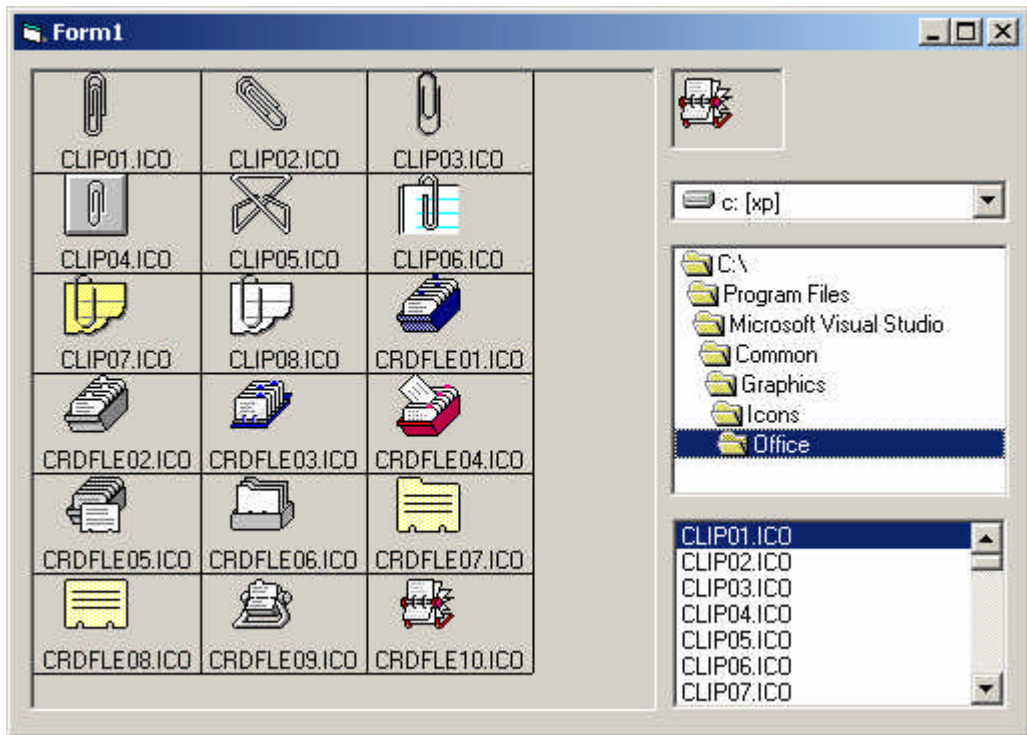 Form1
CLIP01.ICO CLIP02.ICO CLIP03.ICO
CLIP04.ICO CLIP05.ICO CLIP06.ICO
CLIP07.ICO CLIP08.ICO CRDFLE01.ICO
CRDFLE02.ICO CRDFLE03.ICO CRDFLE04.ICO
CRDFLE05.ICO CRDFLE06.ICO CRDFLE07.ICO
CRDFLE08.ICO CRDFLE09.ICO CRDFLE10.ICO
c: [xp]
C:\
Program Files
Microsoft Visual Studio
Common
Graphics
Icons
Office
CLIP01.ICO
CLIP02.ICO
CLIP03.ICO
CLIP04.ICO
CLIP05.ICO
CLIP06.ICO
CLIP07.ICO